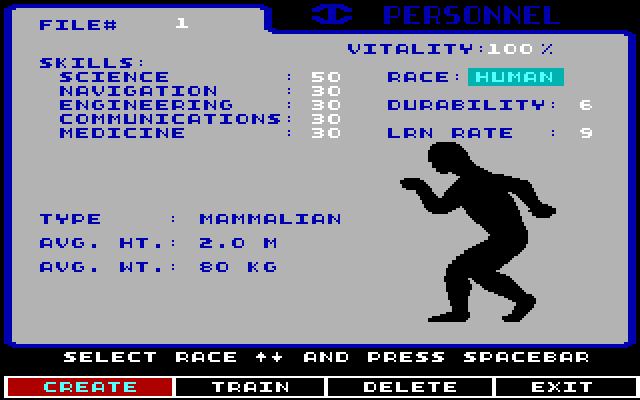 FILE# 1 PERSONNEL
VITALITY:100 %
SKILLS:
SCIENCE : 50 RACE: HUMAN
NAVIGATION : 30
ENGINEERING : 30 DURABILITY: 6
COMMUNICATIONS: 30
MEDICINE : 30 LRN RATE : 9
TYPE : MAMMALIAN
AVG. HT.: 2.0 M
AVG. WT.: 80 KG
SELECT RACE ↑↓ AND PRESS SPACEBAR
CREATE TRAIN DELETE EXIT